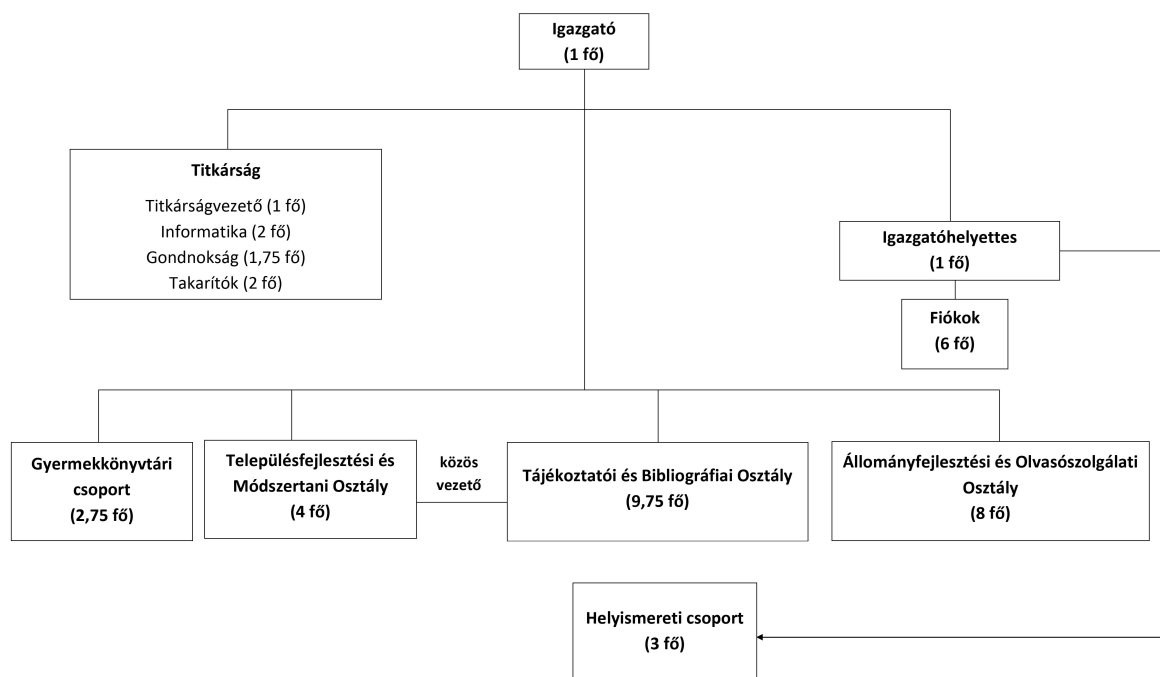 Igazgató
(1 fő)
Titkárság
Titkárságvezető (1 fő)
Informatika (2 fő)
Gondnokság (1,75 fő)
Takarítók (2 fő)
Igazgatóhelyettes
(1 fő)
Fiókok
(6 fő)
Gyermekkönyvtári
csoport
(2,75 fő)
Településfejlesztési és
Módszertani Osztály
(4 fő)
közös
vezető
Tájékoztatói és Bibliográfiai Osztály
(9,75 fő)
Állományfejlesztési és Olvasószolgálati
Osztály
(8 fő)
Helyismereti csoport
(3 fő)